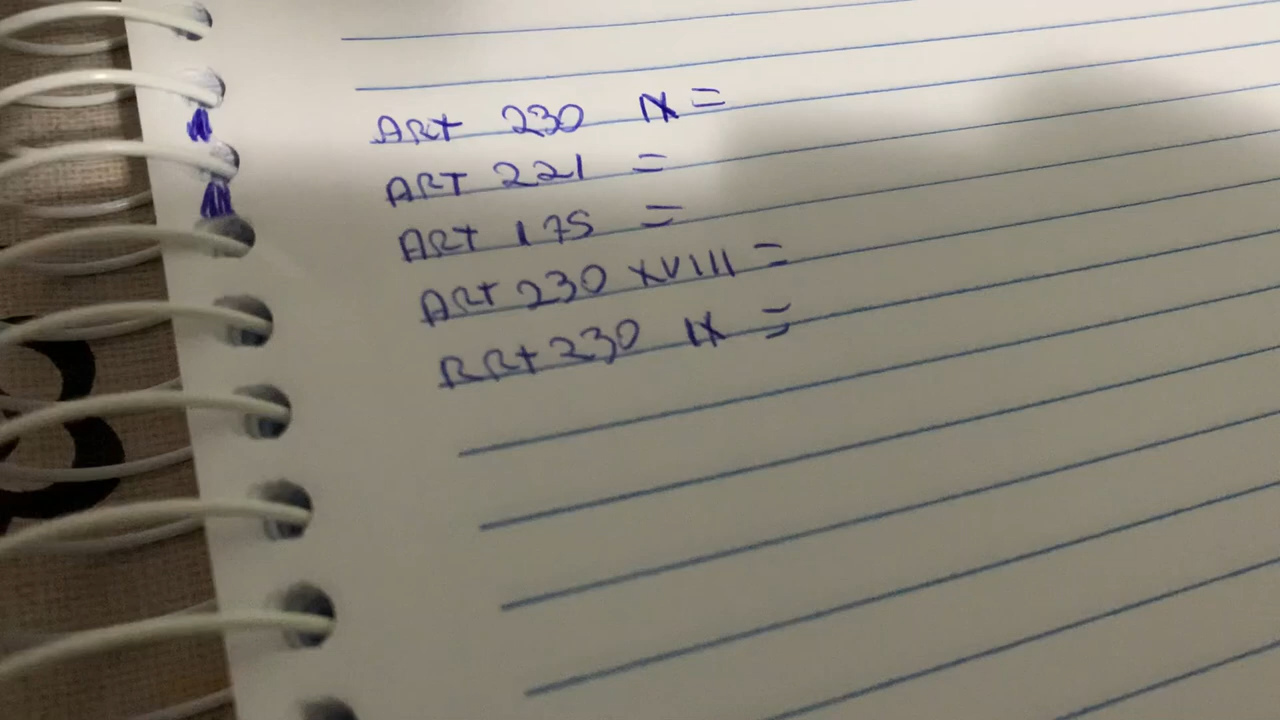 ART 230 IX =
ART 221 =
ART 175 =
ART 230 XVIII =
ART 230 IX =